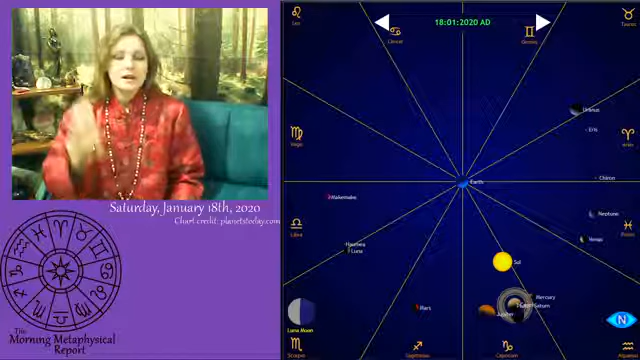 Leo
Cancer
18:01:2020 AD
Gemini
Taurus
Uranus
Eris
Virgo
Aries
Earth
Chiron
Makemake
Neptune
Libra
Pisces
Venus
Haumea
Luna
Sol
Mercury
Saturn
Mars
Jupiter
Luna Moon
N
Scorpio
Sagittarius
Capricorn
Aquarius
Saturday, January 18th, 2020
Chart credit: planetstoday.com
The
Morning Metaphysical
Report